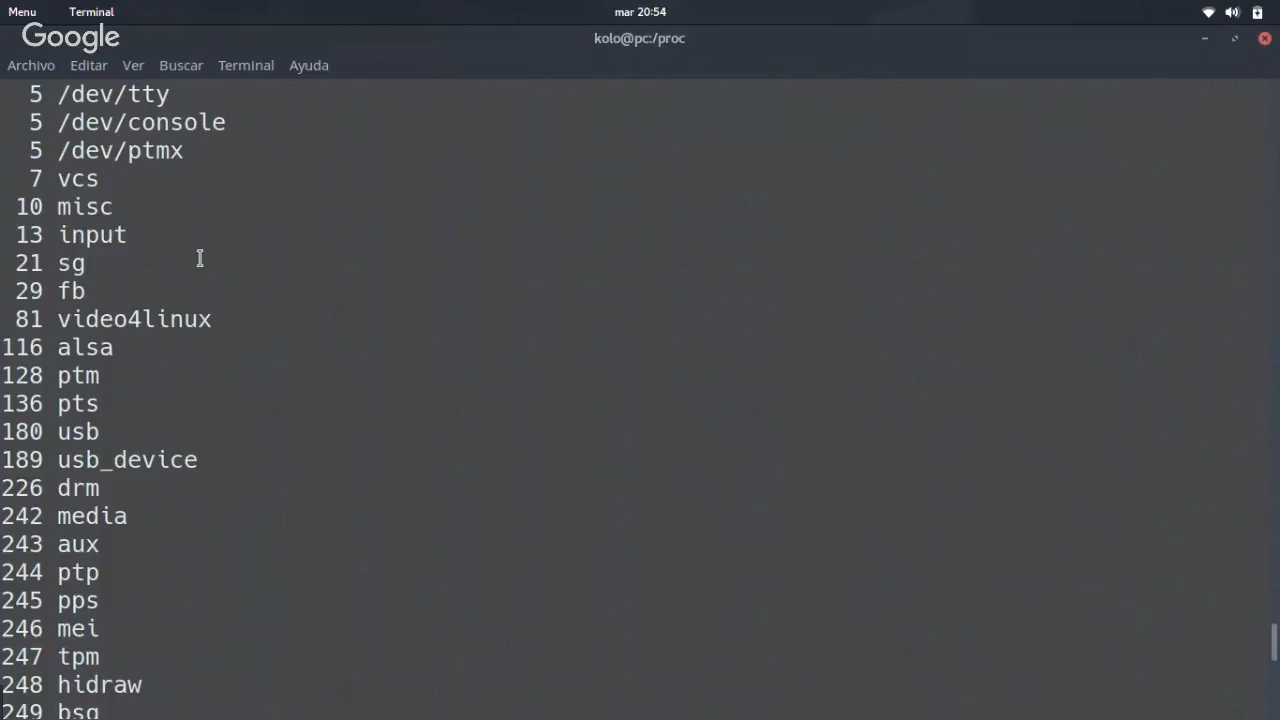 Menu Terminal mar 20:54
Google
kolo@pc:/proc
Archivo Editar Ver Buscar Terminal Ayuda
5 /dev/tty
5 /dev/console
5 /dev/ptmx
7 vcs
10 misc
13 input
21 sg
29 fb
81 video4linux
116 alsa
128 ptm
136 pts
180 usb
189 usb_device
226 drm
242 media
243 aux
244 ptp
245 pps
246 mei
247 tpm
248 hidraw
249 bsg